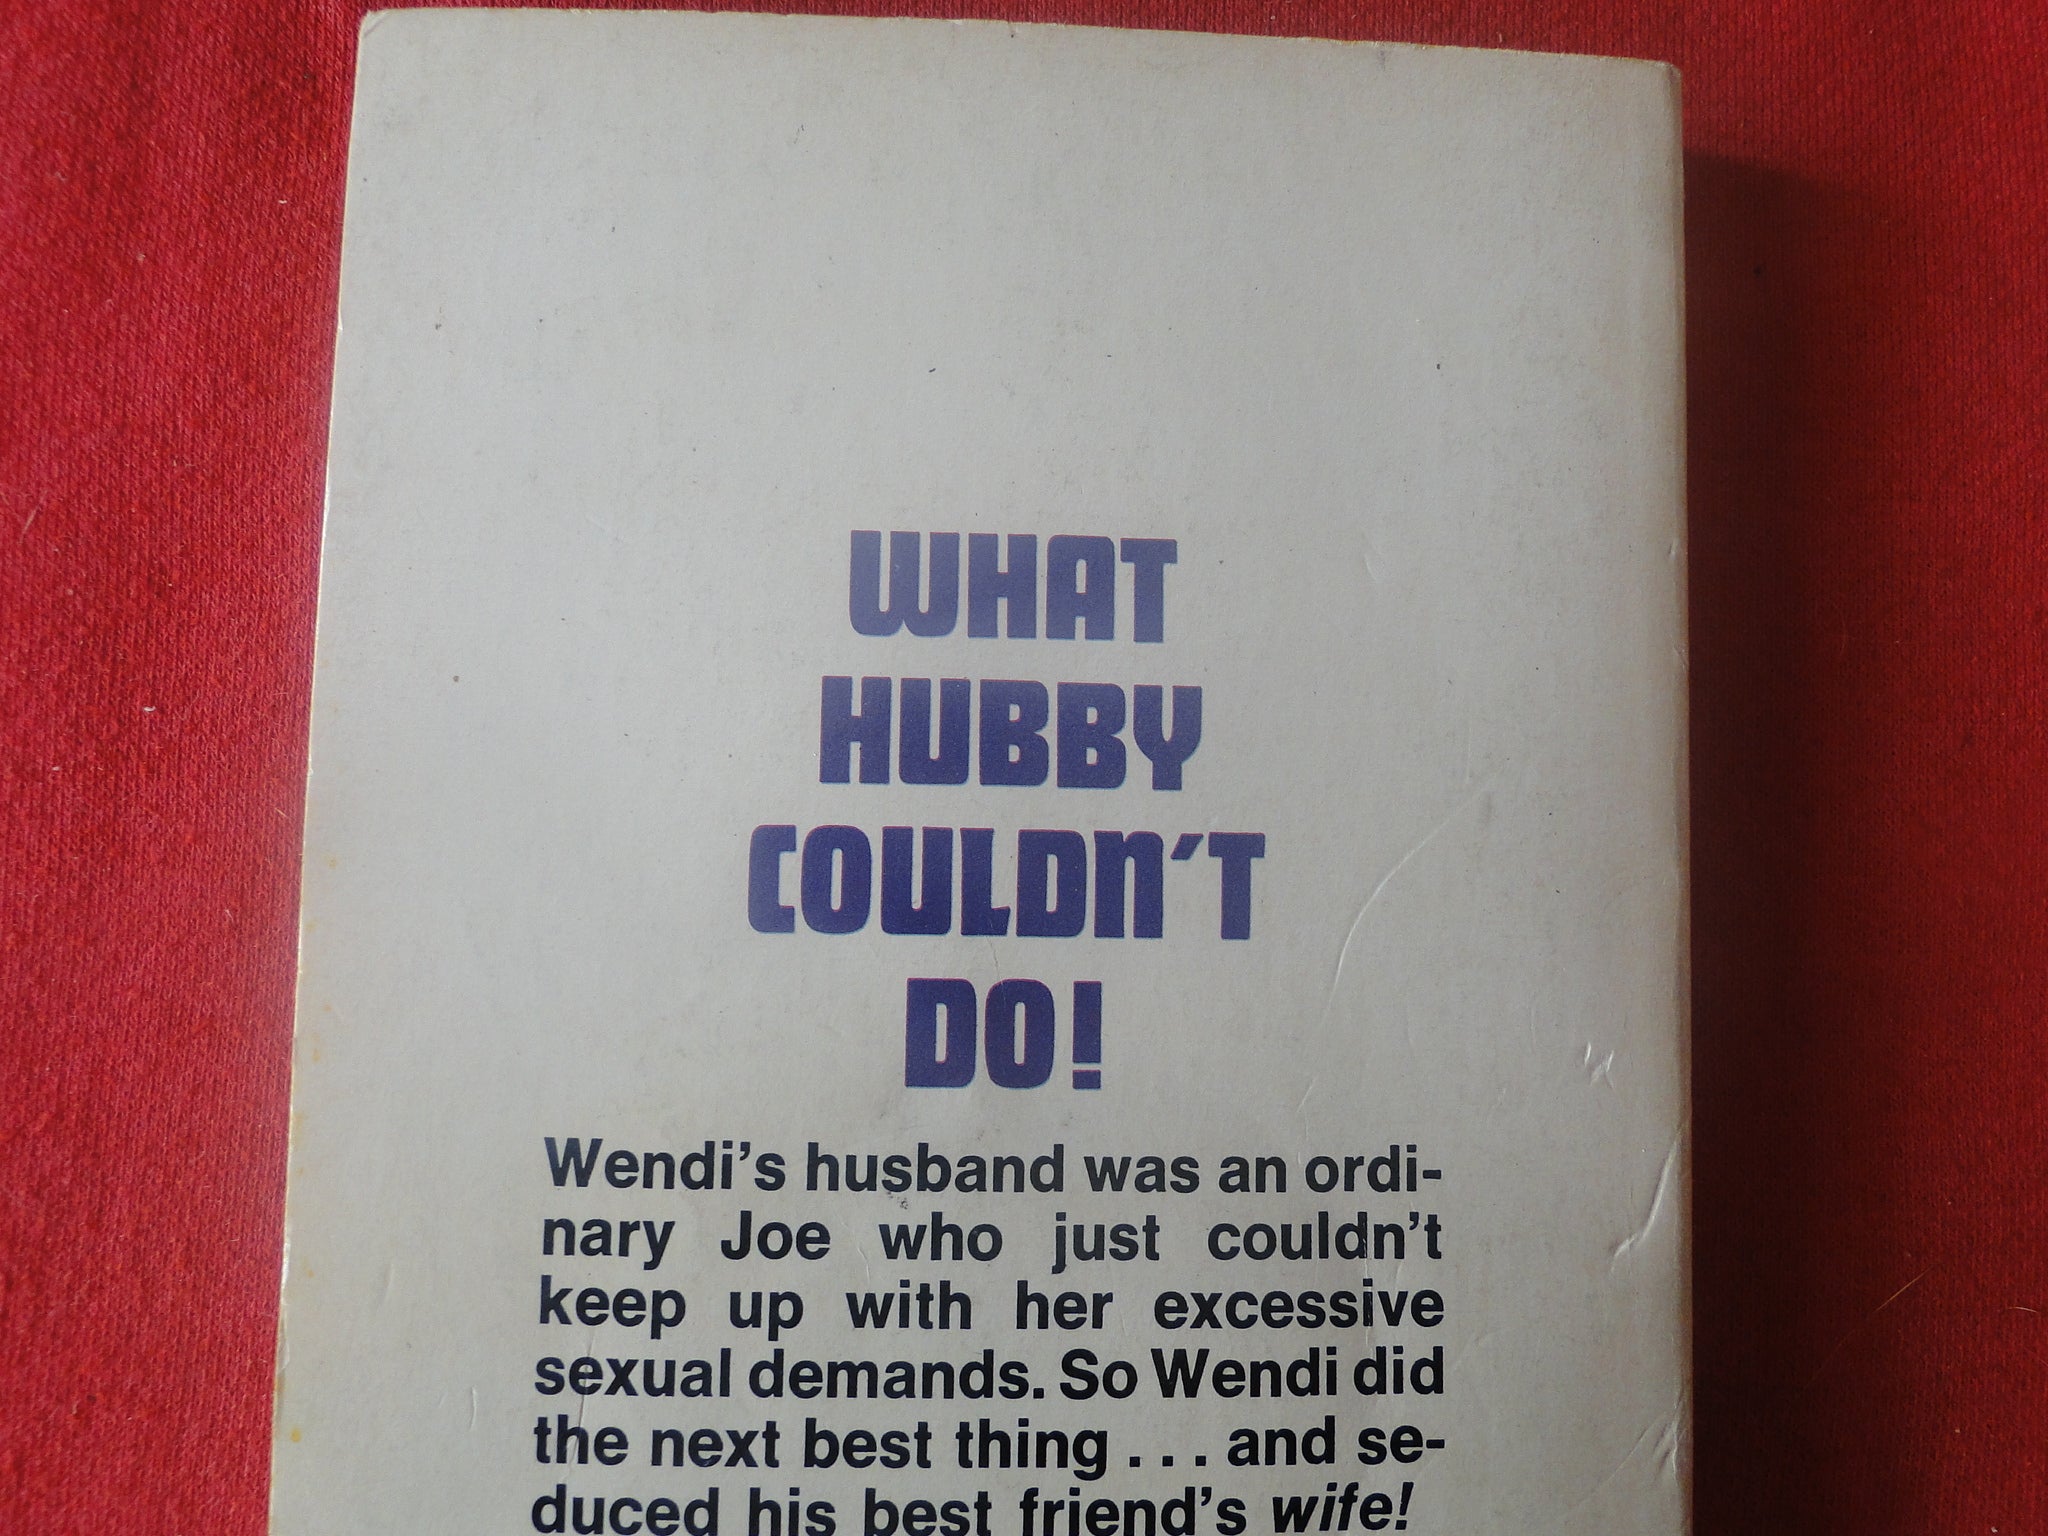 WHAT
HUBBY
COULDN'T
DO!
Wendi's husband was an ordi-
nary Joe who just couldn't
keep up with her excessive
sexual demands. So Wendi did
the next best thing . . . and se-
duced his best friend's wife!